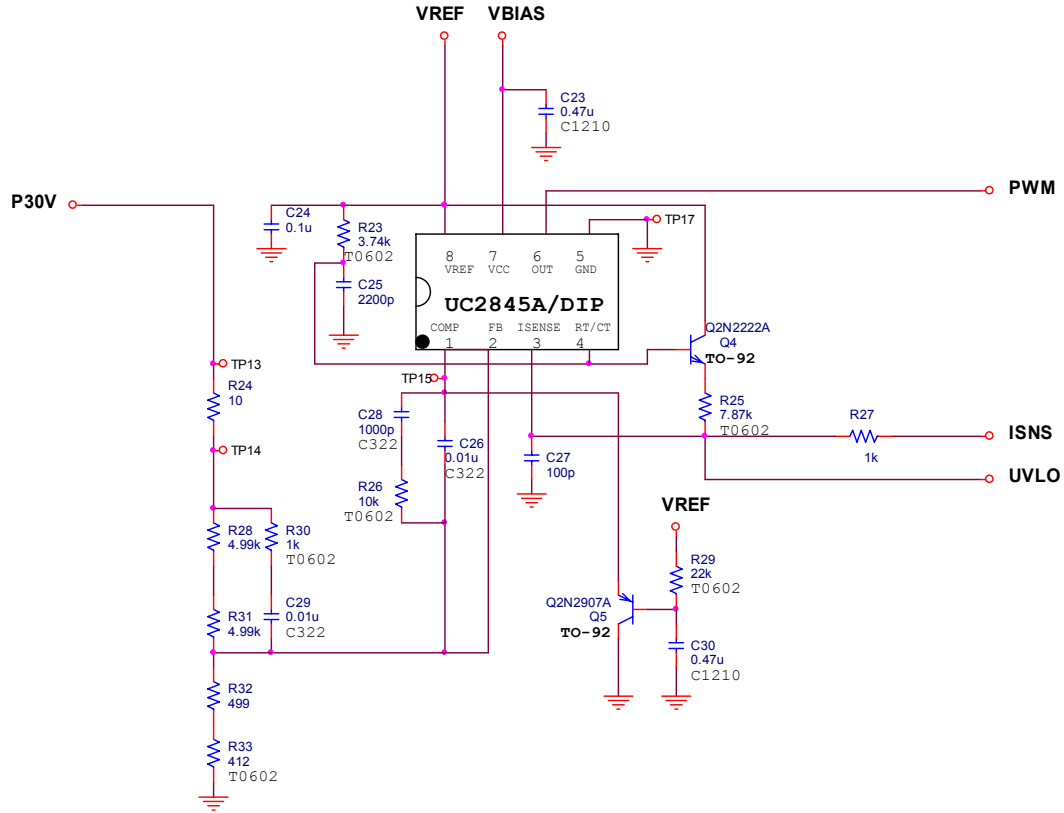 VREF VBIAS
C23
0.47u
C1210
P30V
PWM
C24
0.1u
R23
3.74k
T0602
TP17
C25
2200p
8 7 6 5
VREF VCC OUT GND
UC2845A/DIP
COMP FB ISENSE RT/CT
1 2 3 4
Q2N2222A
Q4
TO-92
TP13
R24
10
TP15
R25
7.87k
T0602
R27
1k
ISNS
C28
1000p
C322
C26
0.01u
C322
TP14
C27
100p
UVLO
R26
10k
T0602
VREF
R28
4.99k
R30
1k
T0602
R29
22k
T0602
Q2N2907A
Q5
TO-92
R31
4.99k
C29
0.01u
C322
C30
0.47u
C1210
R32
499
R33
412
T0602